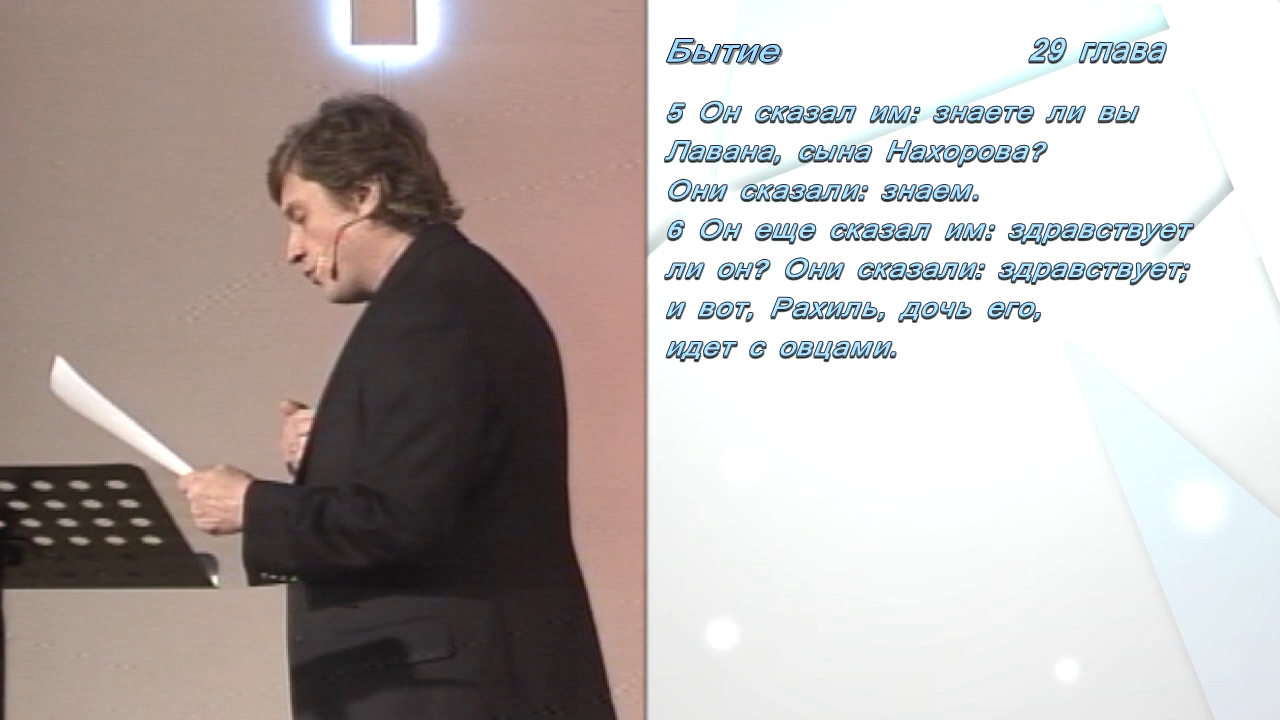 Бытие 29 глава
5 Он сказал им: знаете ли вы
Лавана, сына Нахорова?
Они сказали: знаем.
6 Он еще сказал им: здравствует
ли он? Они сказали: здравствует;
и вот, Рахиль, дочь его,
идет с овцами.